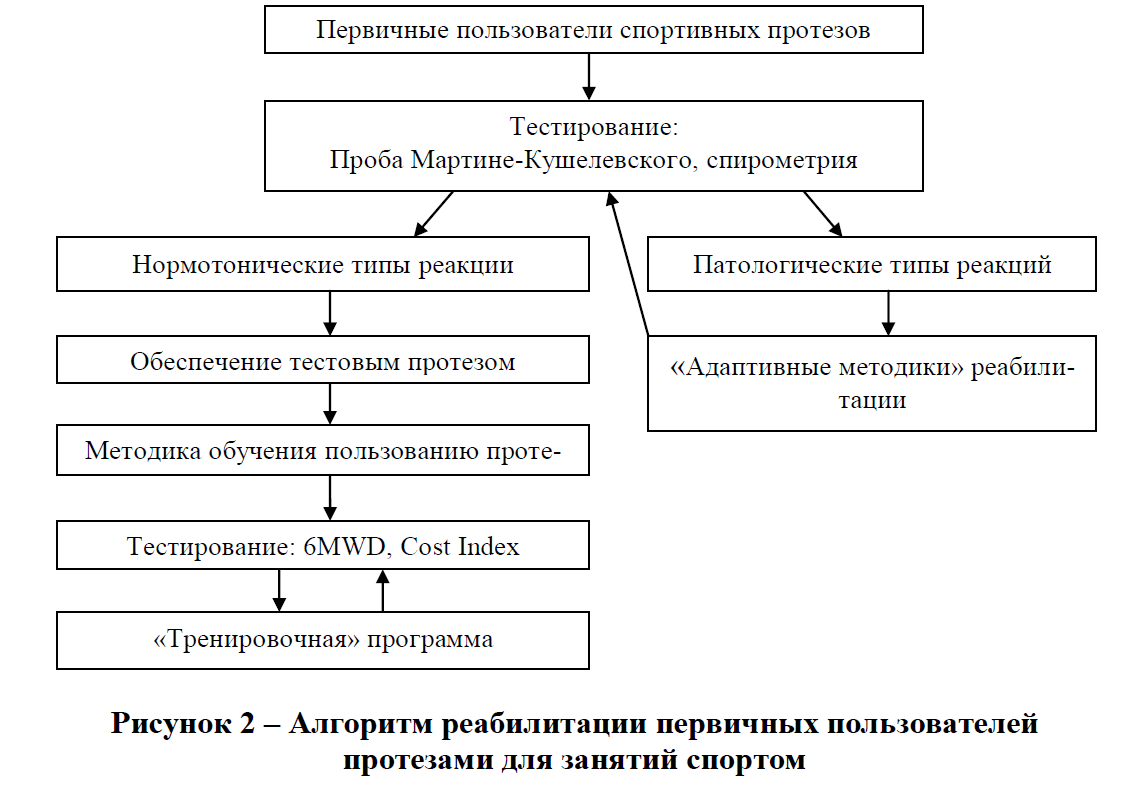 Первичные пользователи спортивных протезов
Тестирование:
Проба Мартине-Кушелевского, спирометрия
Нормотонические типы реакции
Патологические типы реакций
Обеспечение тестовым протезом
«Адаптивные методики» реабили-
тации
Методика обучения пользованию проте-
Тестирование: 6MWD, Cost Index
«Тренировочная» программа
Рисунок 2 – Алгоритм реабилитации первичных пользователей
протезами для занятий спортом